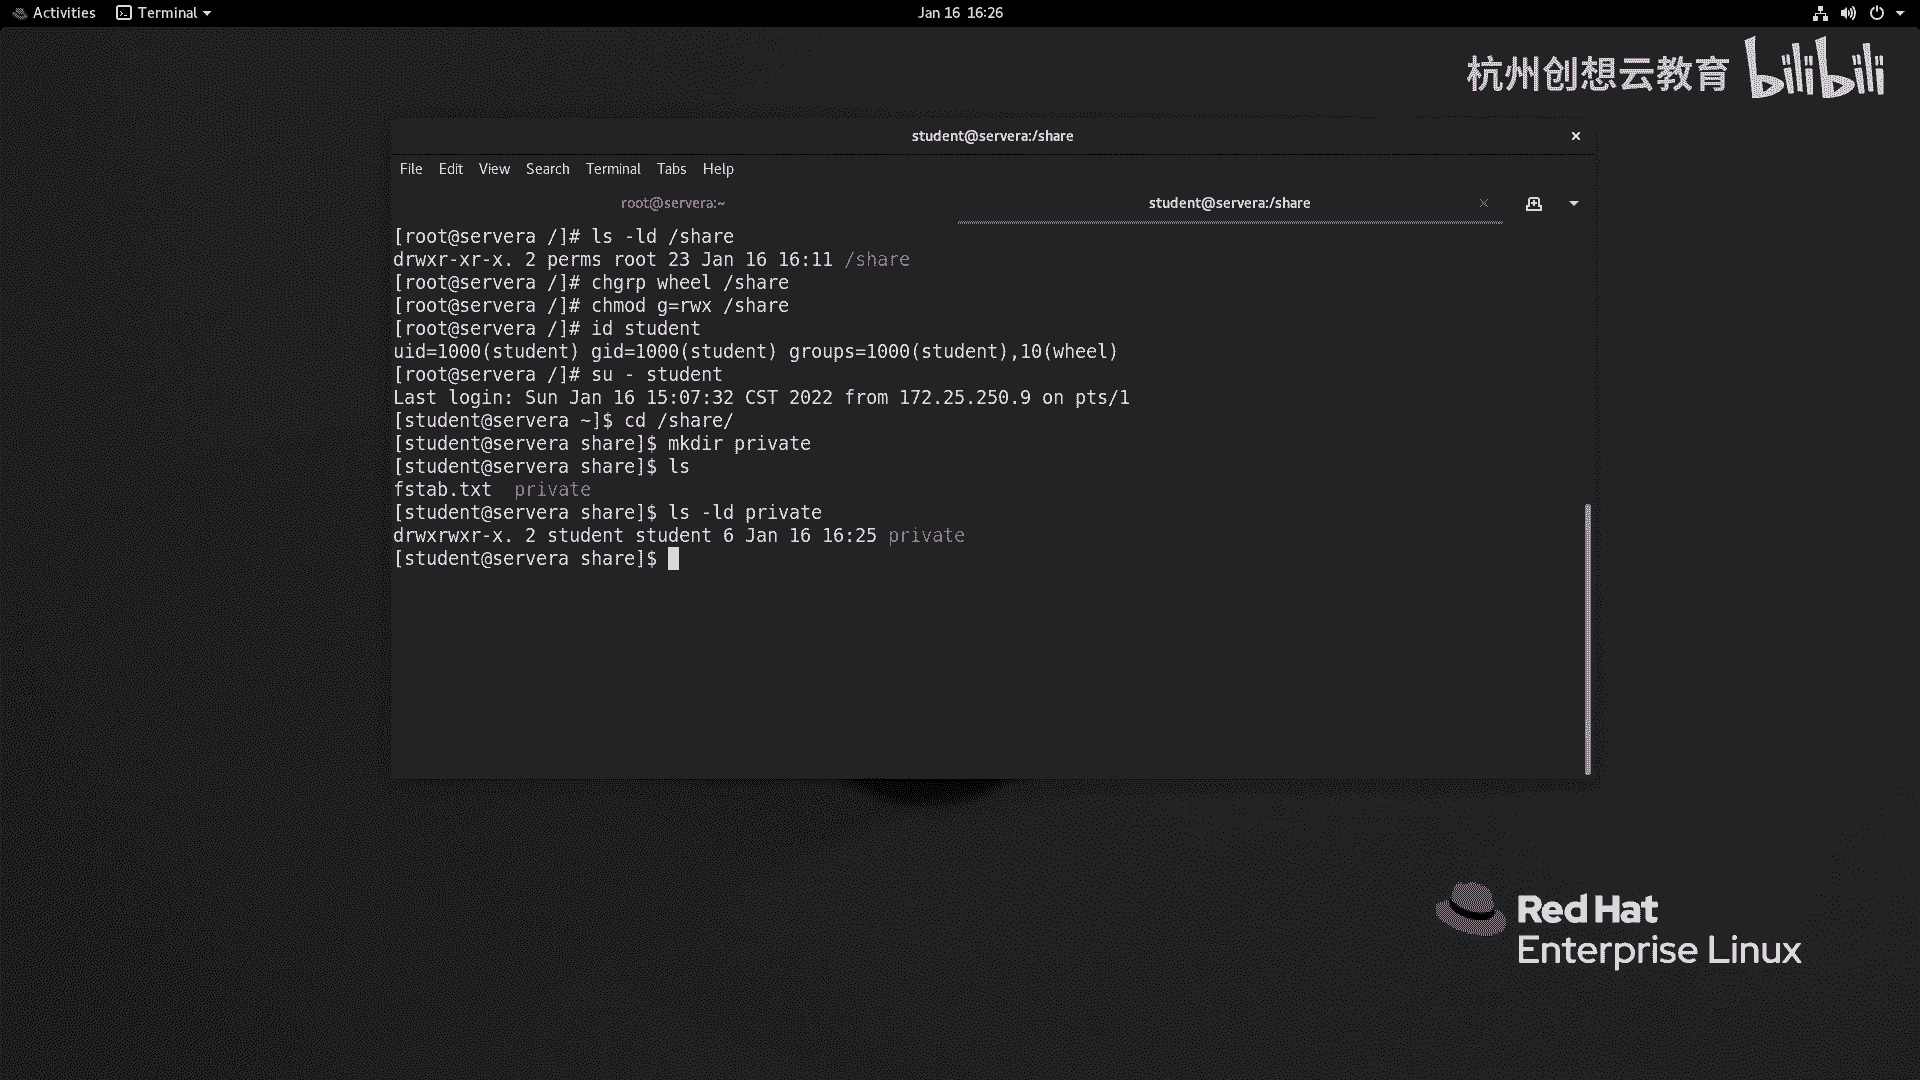 Activities Terminal Jan 16 16:26
杭州创想云教育 bilibili
student@servera:/share
File Edit View Search Terminal Tabs Help
root@servera:~ student@servera:/share
[root@servera /]# ls -ld /share
drwxr-xr-x. 2 perms root 23 Jan 16 16:11 /share
[root@servera /]# chgrp wheel /share
[root@servera /]# chmod g=rwx /share
[root@servera /]# id student
uid=1000(student) gid=1000(student) groups=1000(student),10(wheel)
[root@servera /]# su - student
Last login: Sun Jan 16 15:07:32 CST 2022 from 172.25.250.9 on pts/1
[student@servera ~]$ cd /share/
[student@servera share]$ mkdir private
[student@servera share]$ ls
fstab.txt  private
[student@servera share]$ ls -ld private
drwxrwxr-x. 2 student student 6 Jan 16 16:25 private
[student@servera share]$
Red Hat
Enterprise Linux